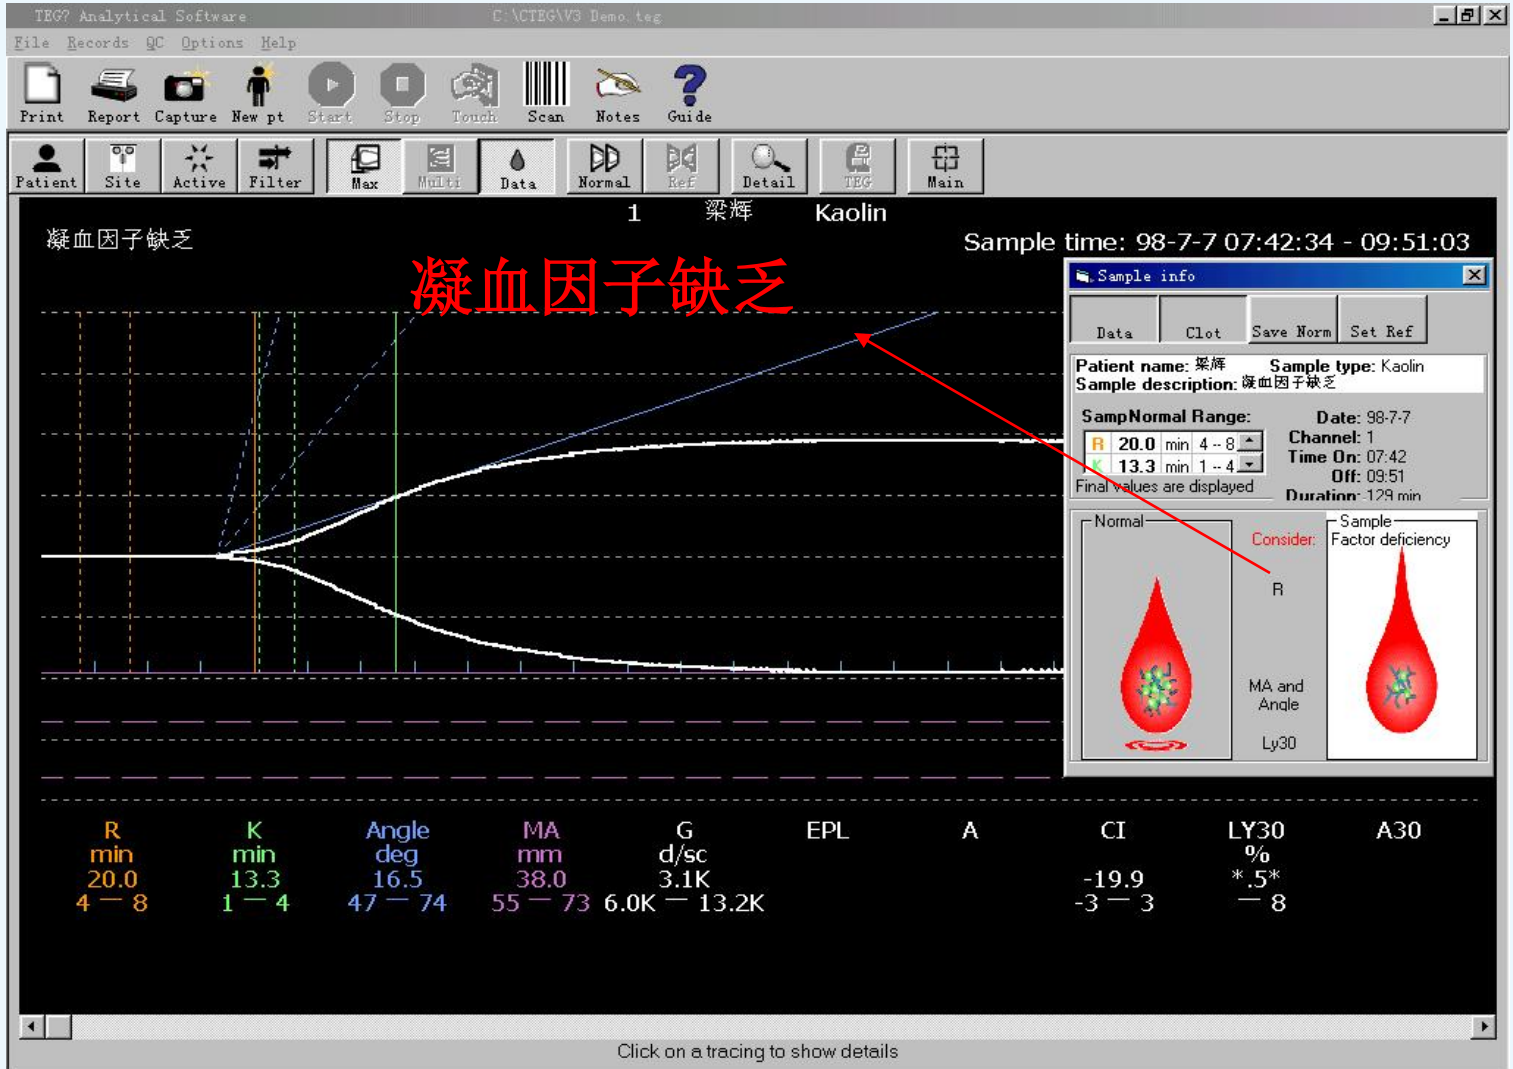 TEG? Analytical Software C:\CTEG\V3 Demo.teg
File Records QC Options Help
Print Report Capture New pt Start Stop Touch Scan Notes Guide
Patient Site Active Filter Max Multi Data Normal Ref Detail TEG Main
1 梁辉 Kaolin
凝血因子缺乏
Sample time: 98-7-7 07:42:34 - 09:51:03
凝血因子缺乏
Sample info
Data Clot Save Norm Set Ref
Patient name: 梁辉 Sample type: Kaolin
Sample description: 凝血因子缺乏
SampNormal Range:
R 20.0 min 4 -- 8
K 13.3 min 1 -- 4
Final values are displayed
Date: 98-7-7
Channel: 1
Time On: 07:42
Off: 09:51
Duration: 129 min
Normal
Consider:
R
MA and
Angle
Ly30
Sample
Factor deficiency
R K Angle MA G EPL A CI LY30 A30
min min deg mm d/sc %
20.0 13.3 16.5 38.0 3.1K -19.9 *.5*
4 — 8 1 — 4 47 — 74 55 — 73 6.0K — 13.2K -3 — 3 — 8
Click on a tracing to show details